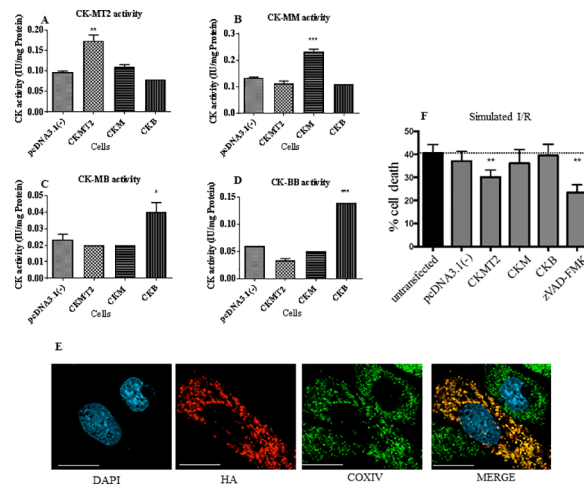 A
CK-MT2 activity
**
CK activity (IU/mg Protein)
0.20
0.15
0.10
0.05
0.00
pcDNA3.1(-)
CKMT2
CKM
CKB
Cells
B
CK-MM activity
***
CK activity (IU/mg Protein)
0.3
0.2
0.1
0.0
pcDNA3.1(-)
CKMT2
CKM
CKB
Cells
C
CK-MB activity
*
CK activity (IU/mg Protein)
0.06
0.04
0.02
0.00
pcDNA3.1(-)
CKMT2
CKM
CKB
Cells
D
CK-BB activity
***
CK activity (IU/mg Protein)
0.15
0.10
0.05
0.00
pcDNA3.1(-)
CKMT2
CKM
CKB
Cells
F
Simulated I/R
% cell death
50
40
30
20
10
0
**
**
untransfected
pcDNA3.1(-)
CKMT2
CKM
CKB
zVAD-FMK
E
DAPI
HA
COXIV
MERGE